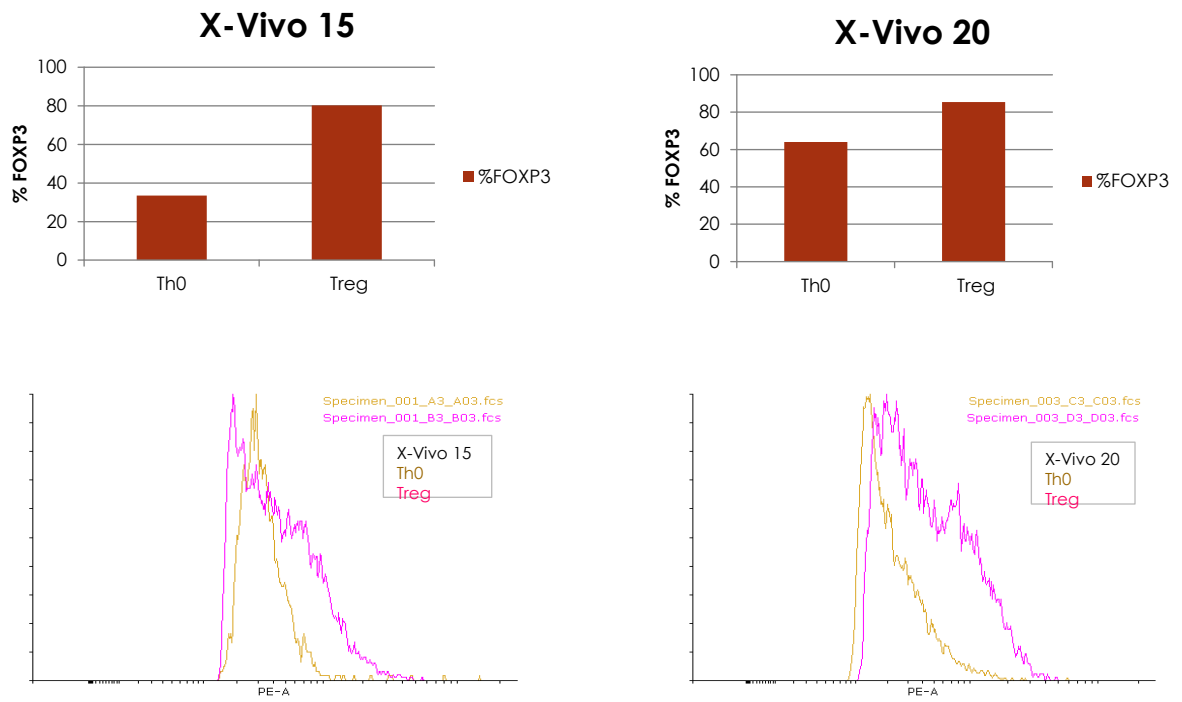 X-Vivo 15
100
80
60
40
20
0
% FOXP3
Th0
Treg
%FOXP3
X-Vivo 20
100
80
60
40
20
0
% FOXP3
Th0
Treg
%FOXP3
Specimen_001_A3_A03.fcs
Specimen_001_B3_B03.fcs
X-Vivo 15
Th0
Treg
PE-A
Specimen_003_C3_C03.fcs
Specimen_003_D3_D03.fcs
X-Vivo 20
Th0
Treg
PE-A